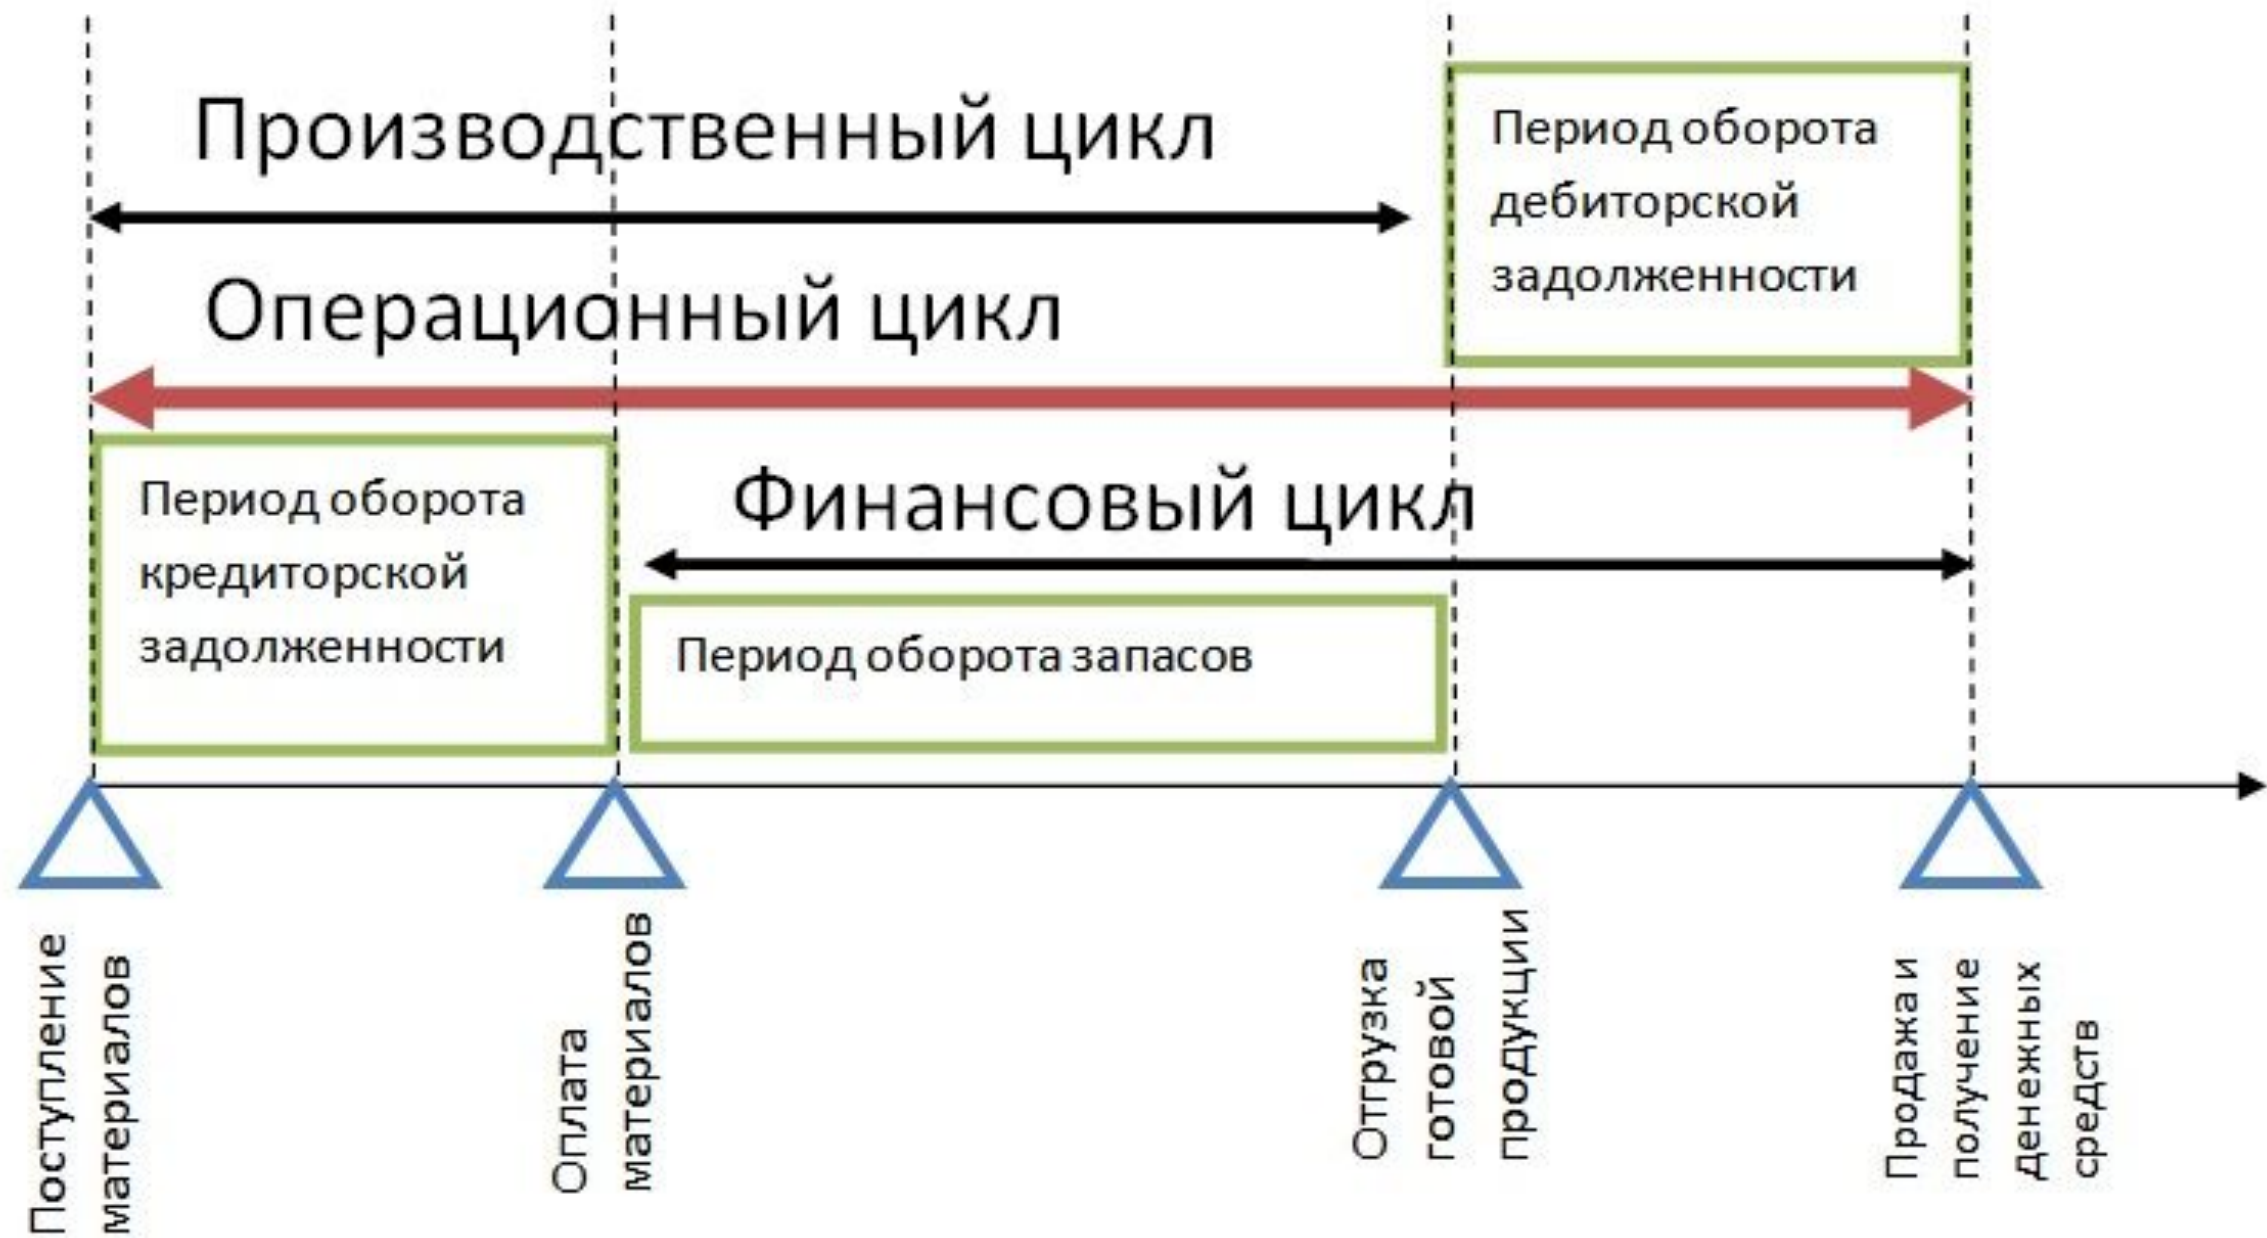 Производственный цикл
Период оборота
дебиторской
задолженности
Операционный цикл
Период оборота
кредиторской
задолженности
Финансовый цикл
Период оборота запасов
Поступление
материалов
Оплата
материалов
Отгрузка
готовой
продукции
Продажа и
получение
денежных
средств